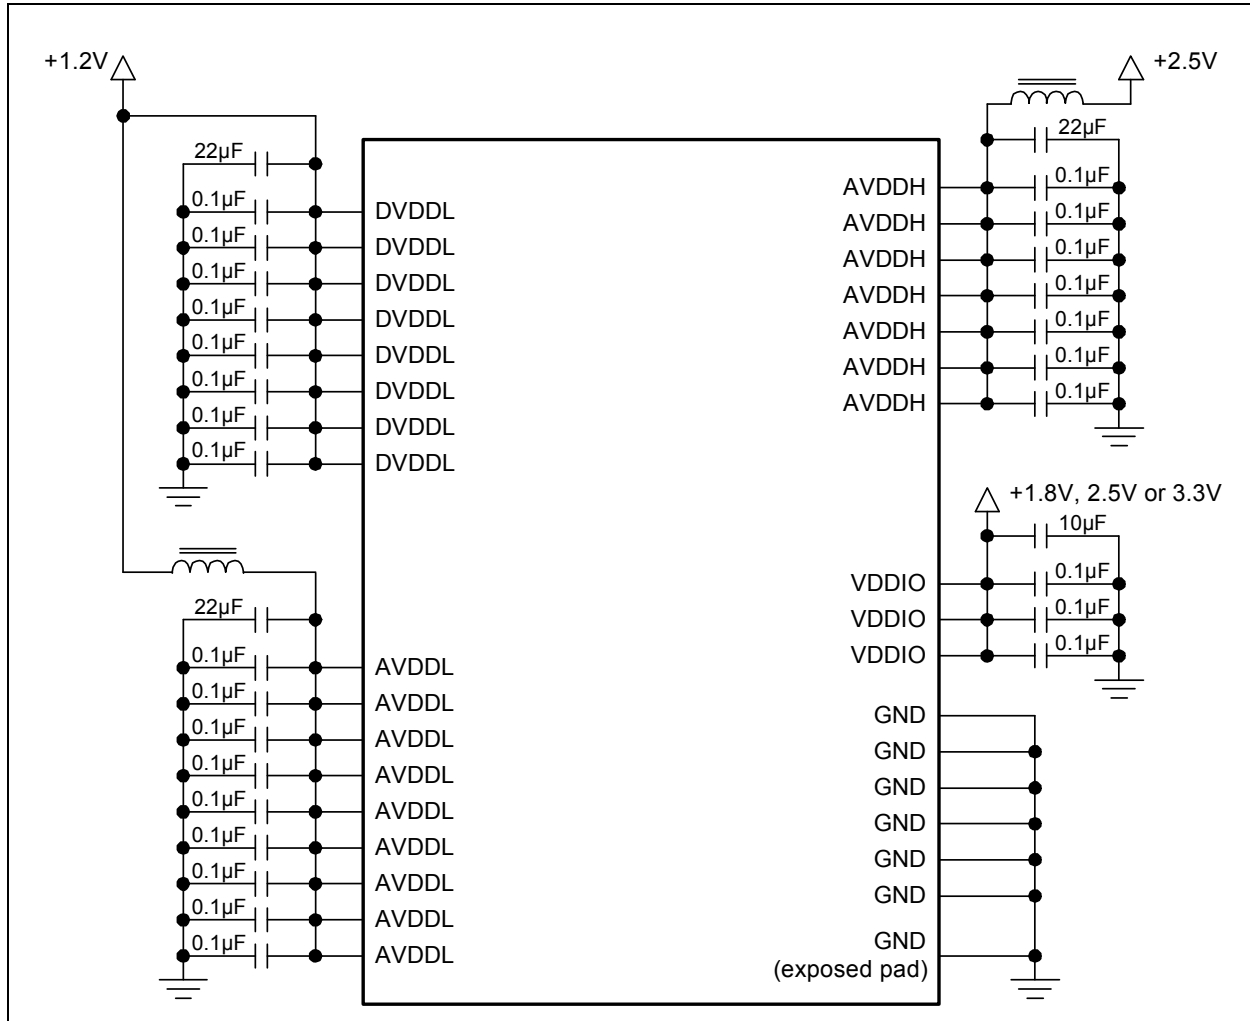 +1.2V
22µF
0.1µF
DVDDL
0.1µF
DVDDL
0.1µF
DVDDL
0.1µF
DVDDL
0.1µF
DVDDL
0.1µF
DVDDL
0.1µF
DVDDL
0.1µF
DVDDL
22µF
0.1µF
AVDDL
0.1µF
AVDDL
0.1µF
AVDDL
0.1µF
AVDDL
0.1µF
AVDDL
0.1µF
AVDDL
0.1µF
AVDDL
0.1µF
AVDDL
0.1µF
AVDDL
+2.5V
22µF
AVDDH
0.1µF
AVDDH
0.1µF
AVDDH
0.1µF
AVDDH
0.1µF
AVDDH
0.1µF
AVDDH
0.1µF
AVDDH
0.1µF
+1.8V, 2.5V or 3.3V
10µF
VDDIO
0.1µF
VDDIO
0.1µF
VDDIO
0.1µF
GND
GND
GND
GND
GND
GND
GND
(exposed pad)